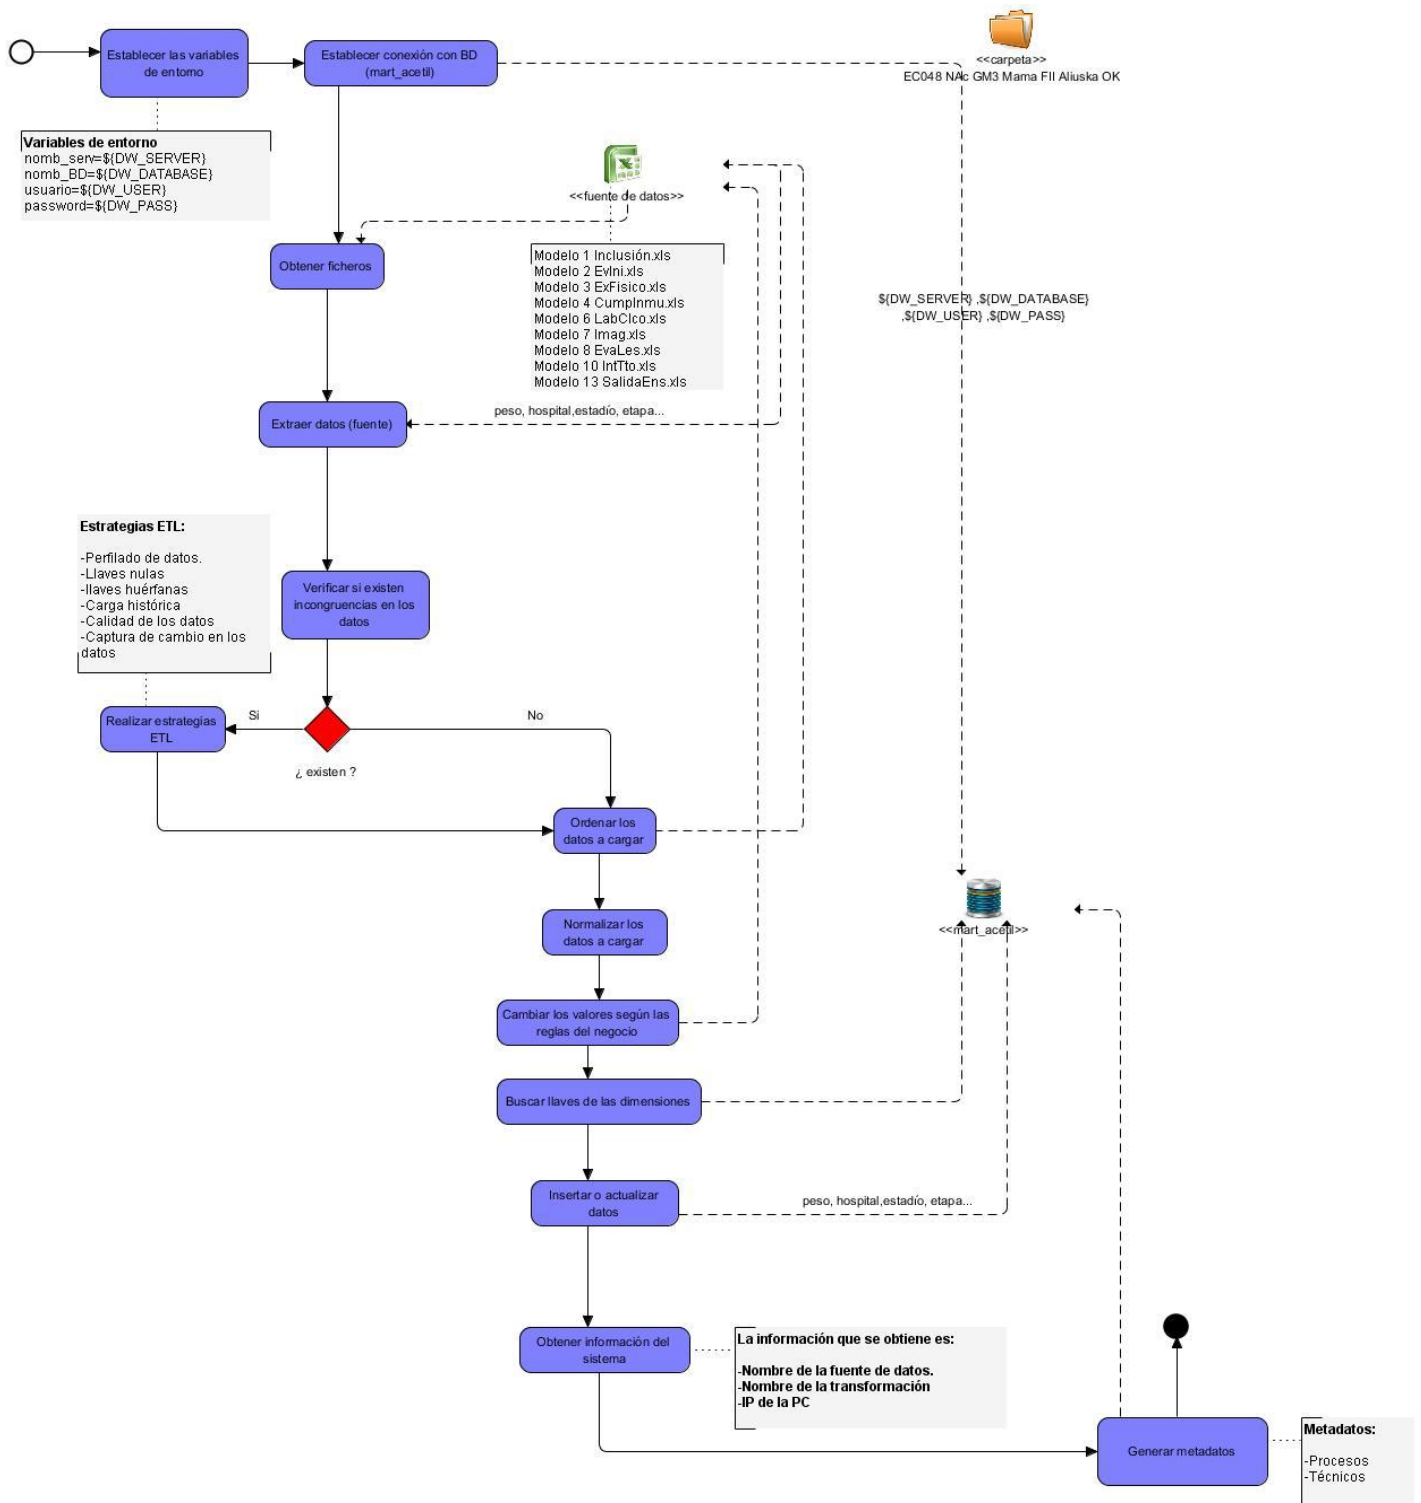 Establecer las variables
de entorno
Establecer conexión con BD
(mart_acetil)
<<carpeta>>
EC048 NAc GM3 Mama FII Aliuska OK
Variables de entorno
nomb_serv=${DW_SERVER}
nomb_BD=${DW_DATABASE}
usuario=${DW_USER}
password=${DW_PASS}
<<fuente de datos>>
Obtener ficheros
Modelo 1 Inclusión.xls
Modelo 2 EvIni.xls
Modelo 3 ExFisico.xls
Modelo 4 CumpInmu.xls
Modelo 6 LabClco.xls
Modelo 7 Imag.xls
Modelo 8 EvaLes.xls
Modelo 10 IntTto.xls
Modelo 13 SalidaEns.xls
${DW_SERVER} ,${DW_DATABASE}
,${DW_USER} ,${DW_PASS}
Extraer datos (fuente)
peso, hospital,estadío, etapa...
Estrategias ETL:
-Perfilado de datos.
-Llaves nulas
-llaves huérfanas
-Carga histórica
-Calidad de los datos
-Captura de cambio en los
datos
Verificar si existen
incongruencias en los
datos
Realizar estrategias
ETL
Si
No
¿ existen ?
Ordenar los
datos a cargar
Normalizar los
datos a cargar
<<mart_acetil>>
Cambiar los valores según las
reglas del negocio
Buscar llaves de las dimensiones
Insertar o actualizar
datos
peso, hospital,estadío, etapa...
Obtener información del
sistema
La información que se obtiene es:
-Nombre de la fuente de datos.
-Nombre de la transformación
-IP de la PC
Generar metadatos
Metadatos:
-Procesos
-Técnicos